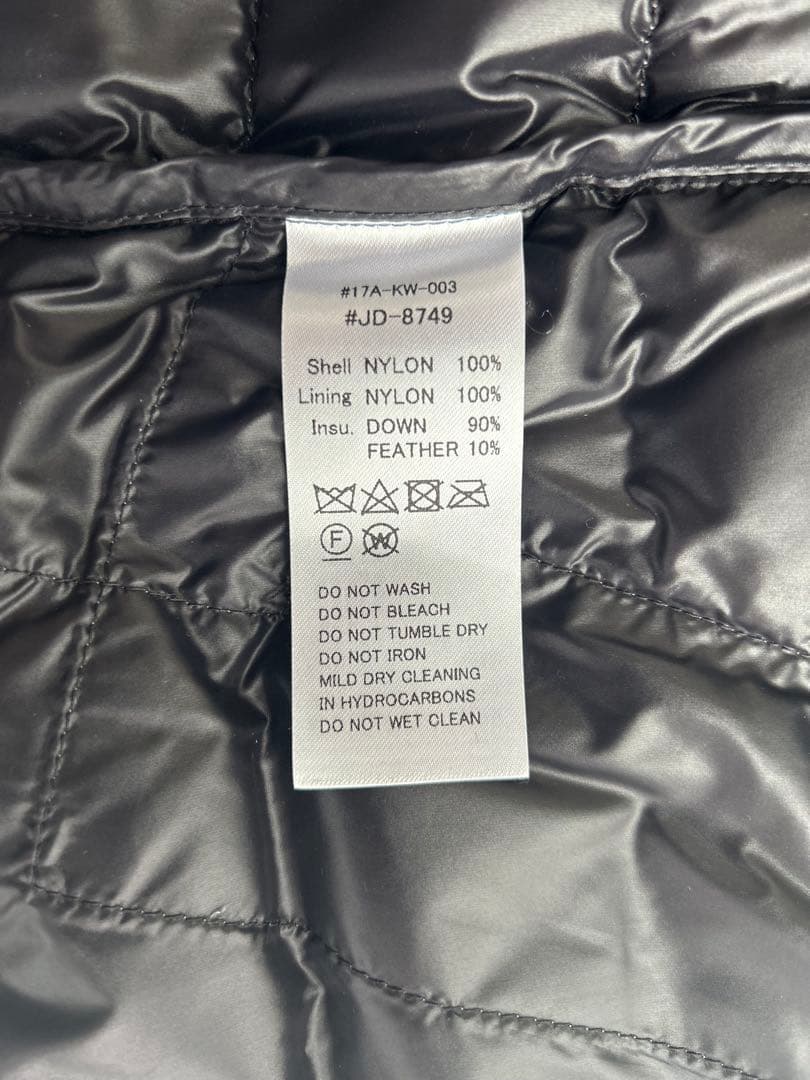 #17A-KW-003
#JD-8749
Shell NYLON 100%
Lining NYLON 100%
Insu. DOWN 90%
FEATHER 10%
F W
DO NOT WASH
DO NOT BLEACH
DO NOT TUMBLE DRY
DO NOT IRON
MILD DRY CLEANING
IN HYDROCARBONS
DO NOT WET CLEAN